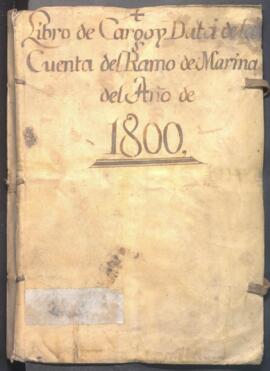 +
Libro de Cargo y Data de la
Cuenta del Ramo de Marina
del Año de
1800,